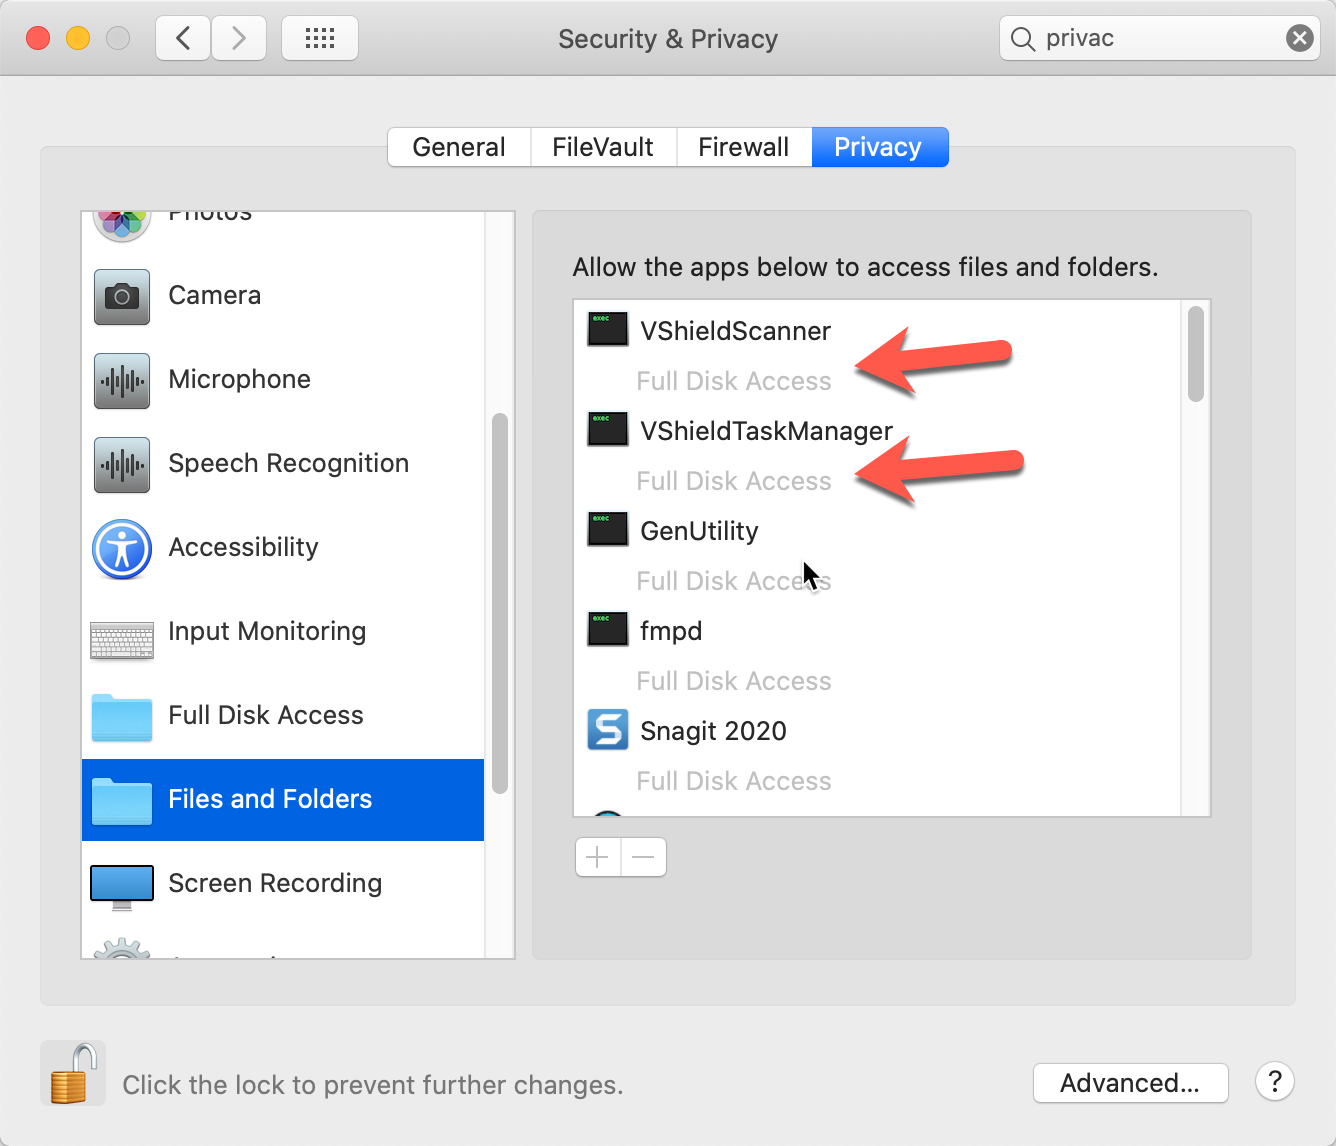 Security & Privacy
privac
General
FileVault
Firewall
Privacy
Photos
Camera
Microphone
Speech Recognition
Accessibility
Input Monitoring
Full Disk Access
Files and Folders
Screen Recording
Allow the apps below to access files and folders.
exec
VShieldScanner
Full Disk Access
exec
VShieldTaskManager
Full Disk Access
exec
GenUtility
Full Disk Access
exec
fmpd
Full Disk Access
S
Snagit 2020
Full Disk Access
Click the lock to prevent further changes.
Advanced...
?